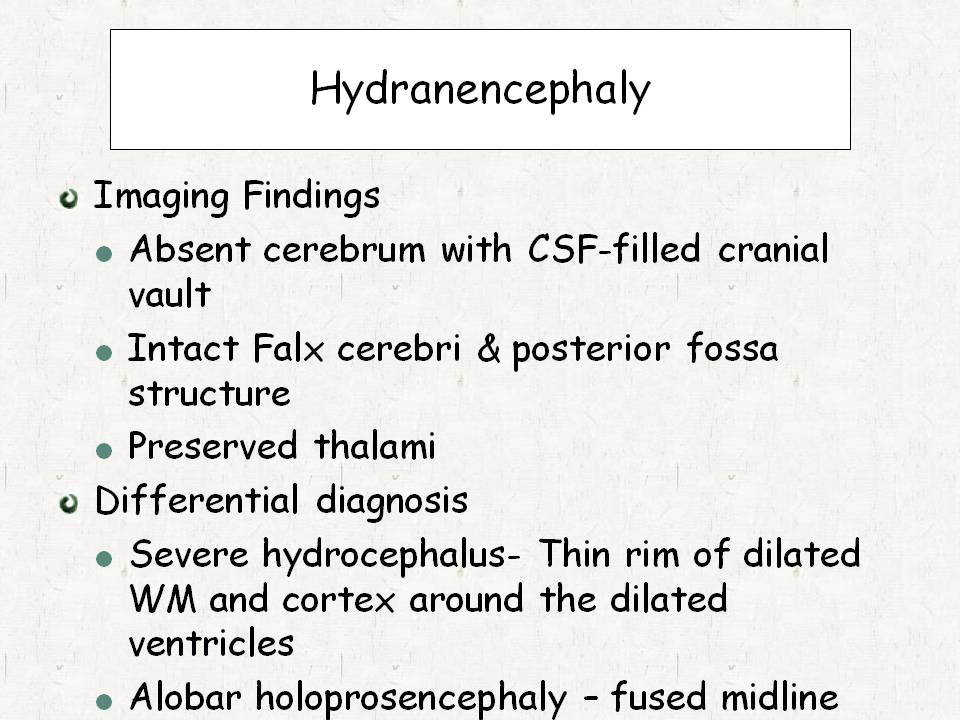 Hydranencephaly
Imaging Findings
Absent cerebrum with CSF-filled cranial
vault
Intact Falx cerebri & posterior fossa
structure
Preserved thalami
Differential diagnosis
Severe hydrocephalus- Thin rim of dilated
WM and cortex around the dilated
ventricles
Alobar holoprosencephaly – fused midline